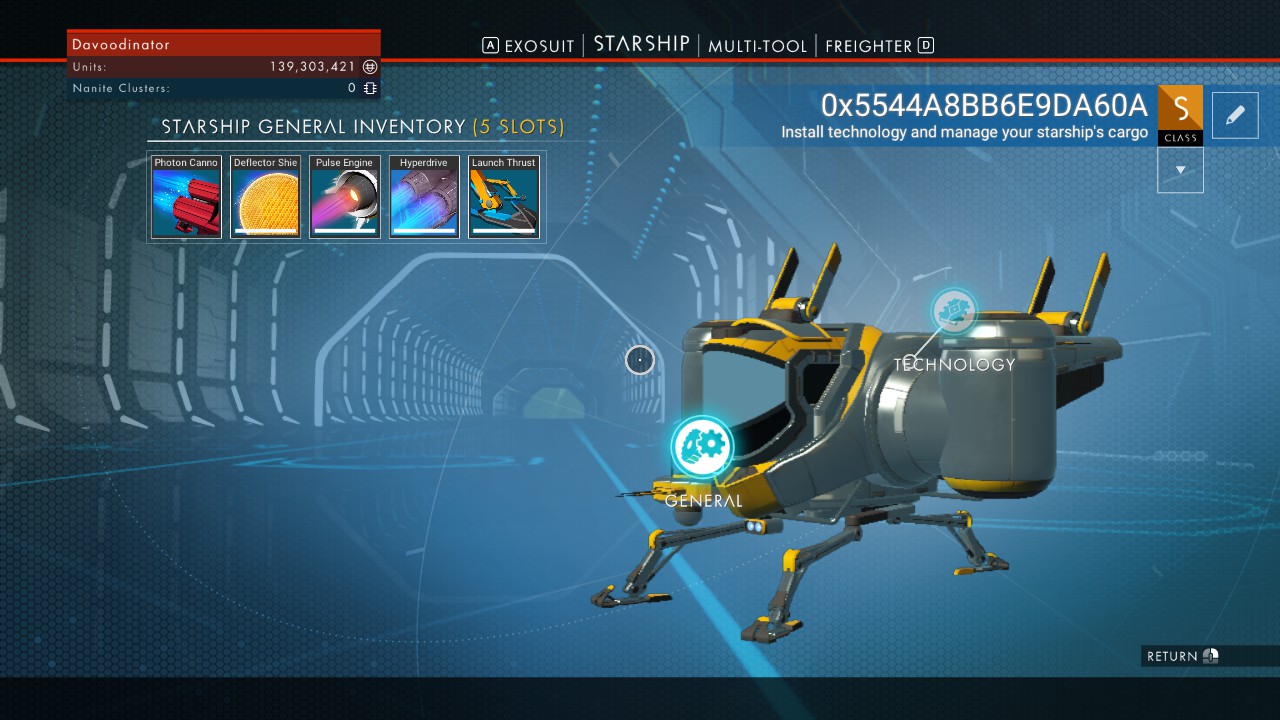 Davoodinator
Units: 139,303,421
Nanite Clusters: 0
A EXOSUIT STARSHIP MULTI-TOOL FREIGHTER D
0x5544A8BB6E9DA60A
Install technology and manage your starship's cargo
S
CLASS
STARSHIP GENERAL INVENTORY (5 SLOTS)
Photon Canno Deflector Shie Pulse Engine Hyperdrive Launch Thrust
TECHNOLOGY
GENERAL
RETURN